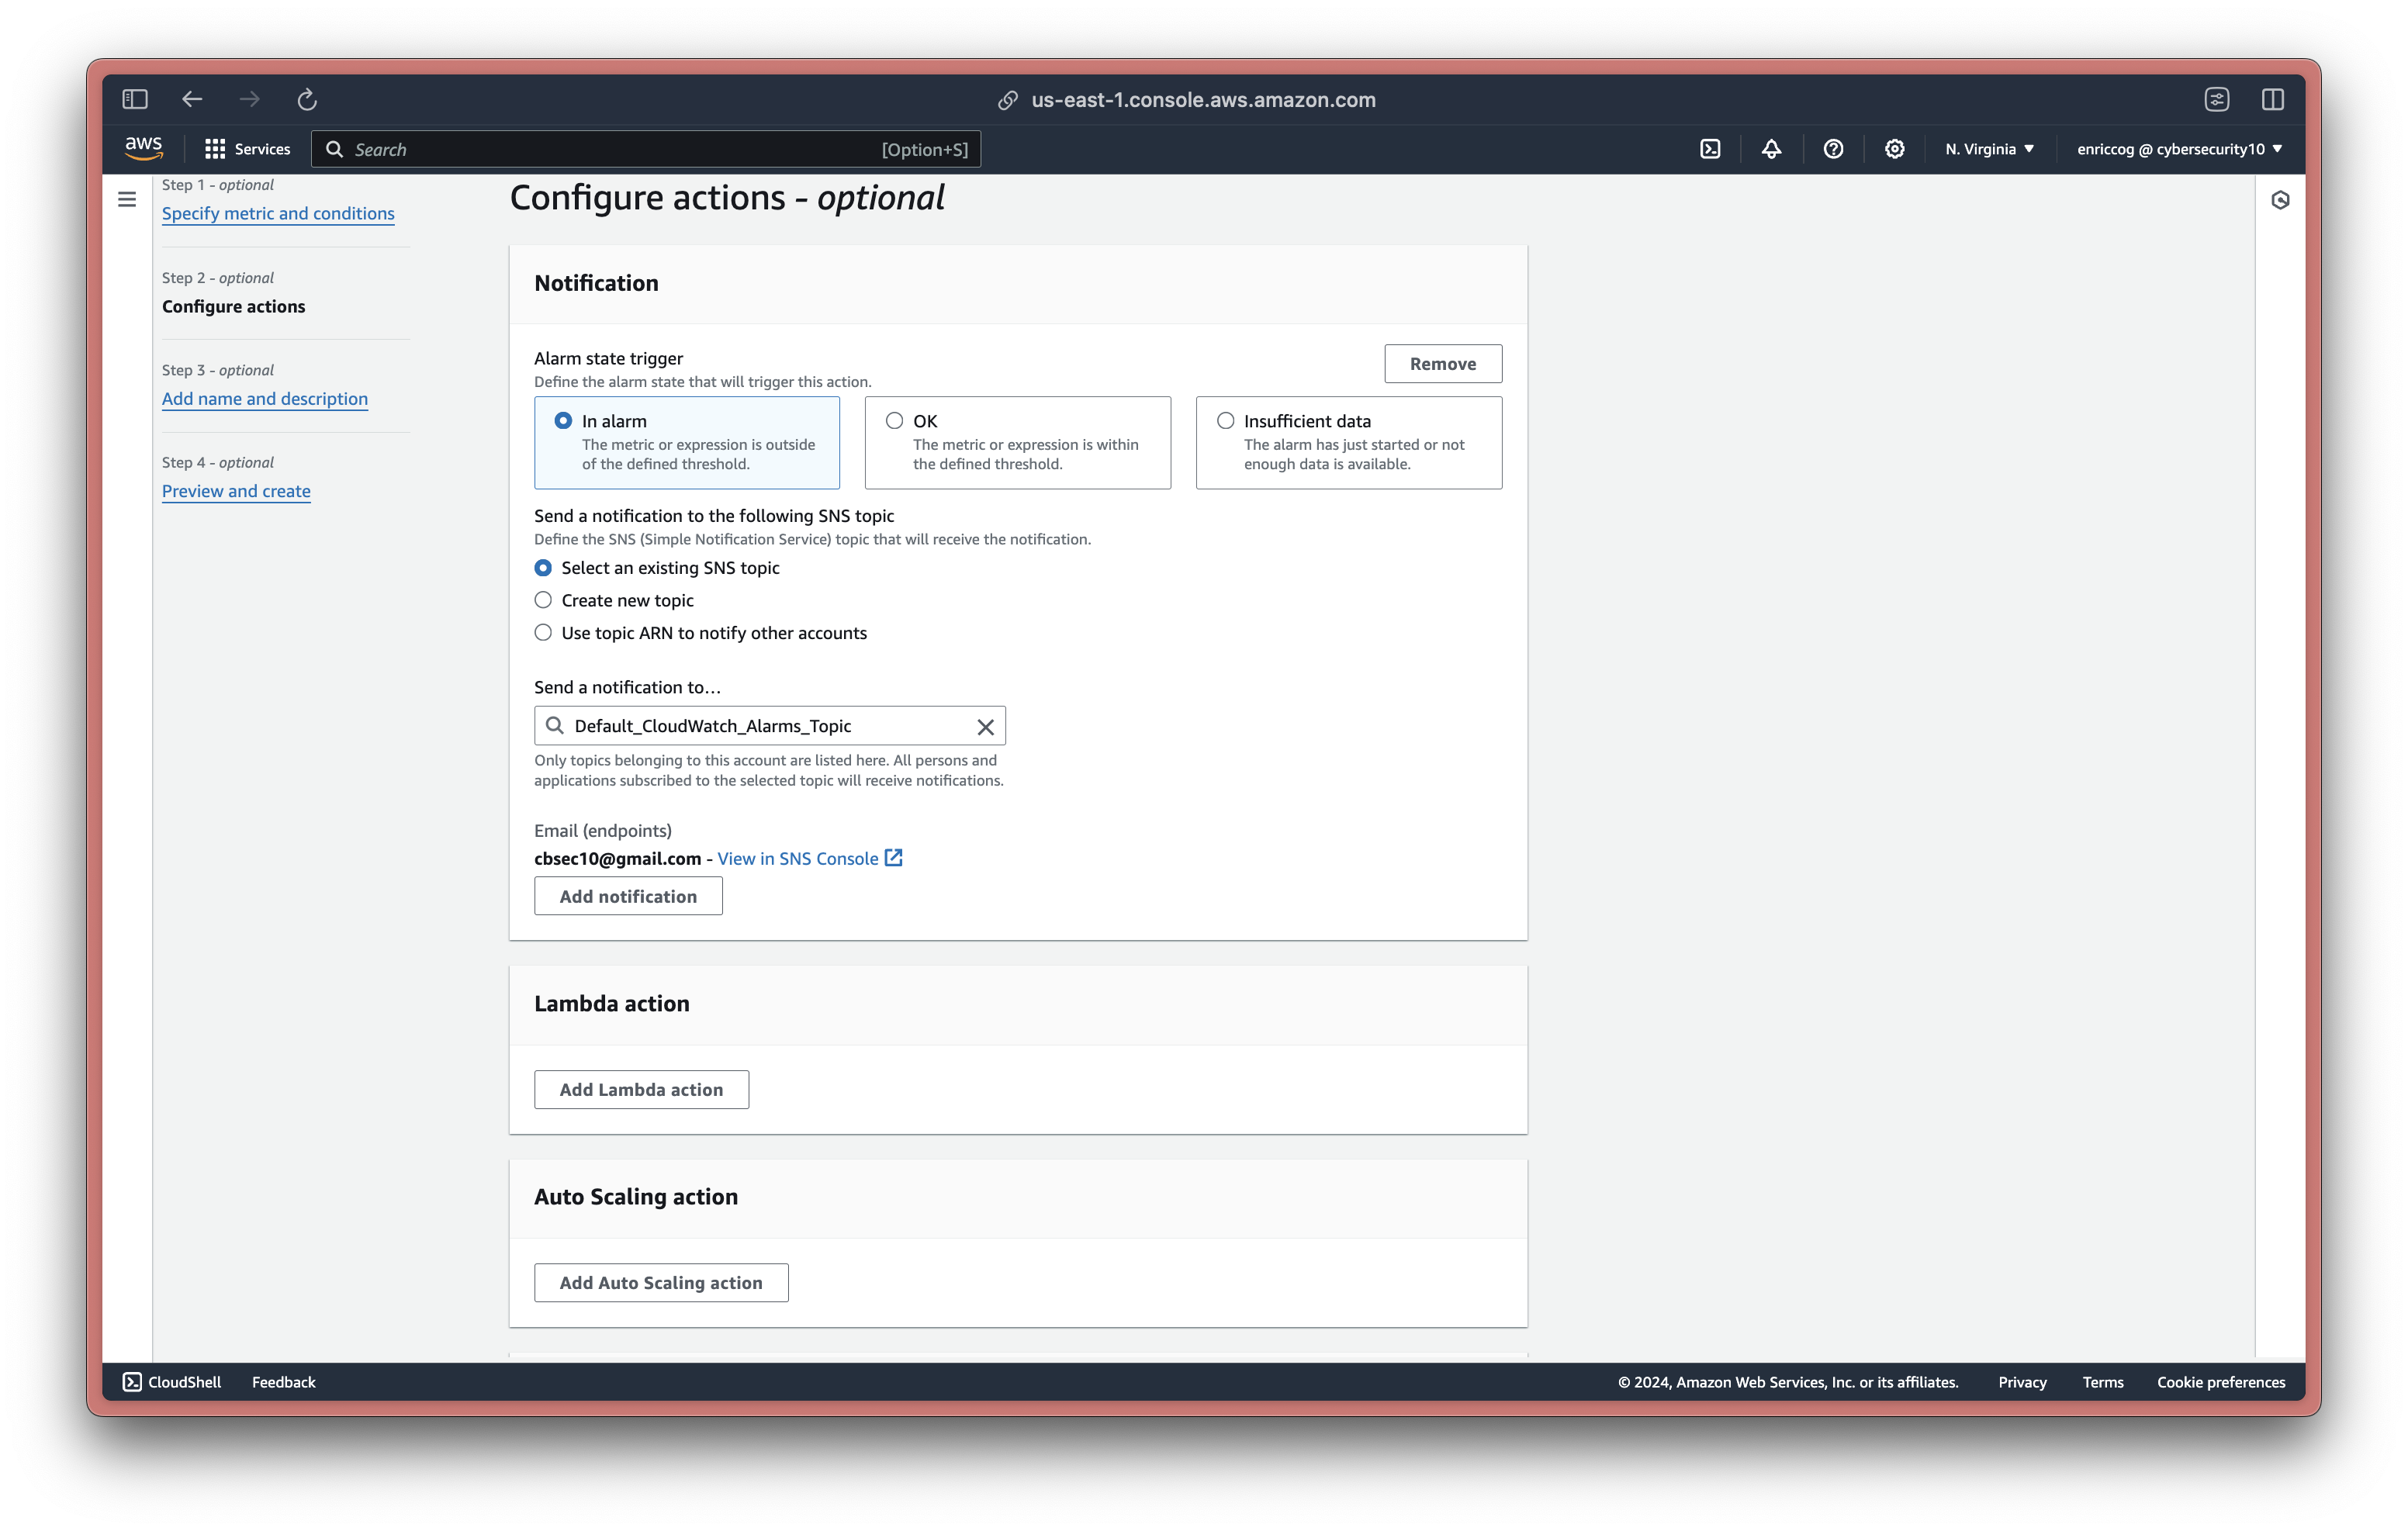 us-east-1.console.aws.amazon.com
aws
Services
Search
[Option+S]
N. Virginia
enriccog @ cybersecurity10
Step 1 - optional
Specify metric and conditions
Step 2 - optional
Configure actions
Step 3 - optional
Add name and description
Step 4 - optional
Preview and create
Configure actions - optional
Notification
Alarm state trigger
Define the alarm state that will trigger this action.
Remove
In alarm
The metric or expression is outside
of the defined threshold.
OK
The metric or expression is within
the defined threshold.
Insufficient data
The alarm has just started or not
enough data is available.
Send a notification to the following SNS topic
Define the SNS (Simple Notification Service) topic that will receive the notification.
Select an existing SNS topic
Create new topic
Use topic ARN to notify other accounts
Send a notification to…
Default_CloudWatch_Alarms_Topic
Only topics belonging to this account are listed here. All persons and
applications subscribed to the selected topic will receive notifications.
Email (endpoints)
cbsec10@gmail.com - View in SNS Console
Add notification
Lambda action
Add Lambda action
Auto Scaling action
Add Auto Scaling action
CloudShell
Feedback
© 2024, Amazon Web Services, Inc. or its affiliates.
Privacy
Terms
Cookie preferences